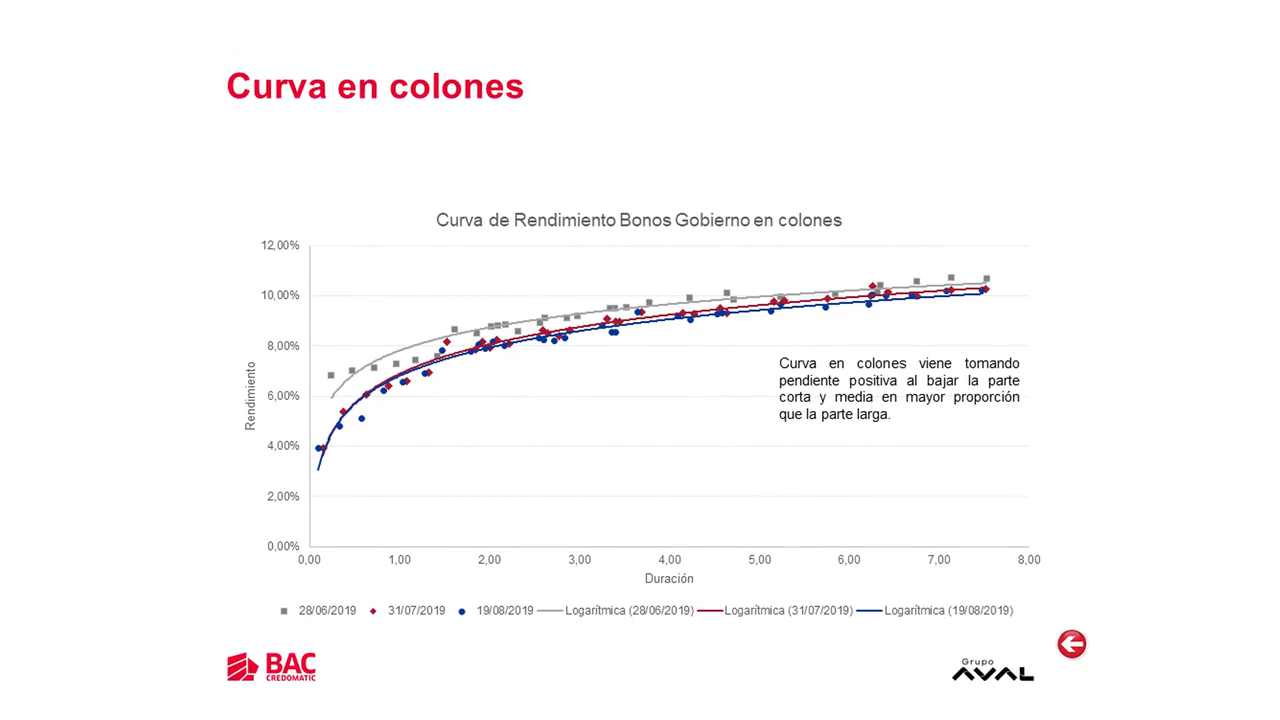 Curva en colones
Curva de Rendimiento Bonos Gobierno en colones
12,00%
10,00%
8,00%
6,00%
4,00%
2,00%
0,00%
Rendimiento
Curva en colones viene tomando
pendiente positiva al bajar la parte
corta y media en mayor proporción
que la parte larga.
0,00 1,00 2,00 3,00 4,00 5,00 6,00 7,00 8,00
Duración
28/06/2019 31/07/2019 19/08/2019 Logarítmica (28/06/2019) Logarítmica (31/07/2019) Logarítmica (19/08/2019)
BAC
CREDOMATIC
Grupo
AVAL